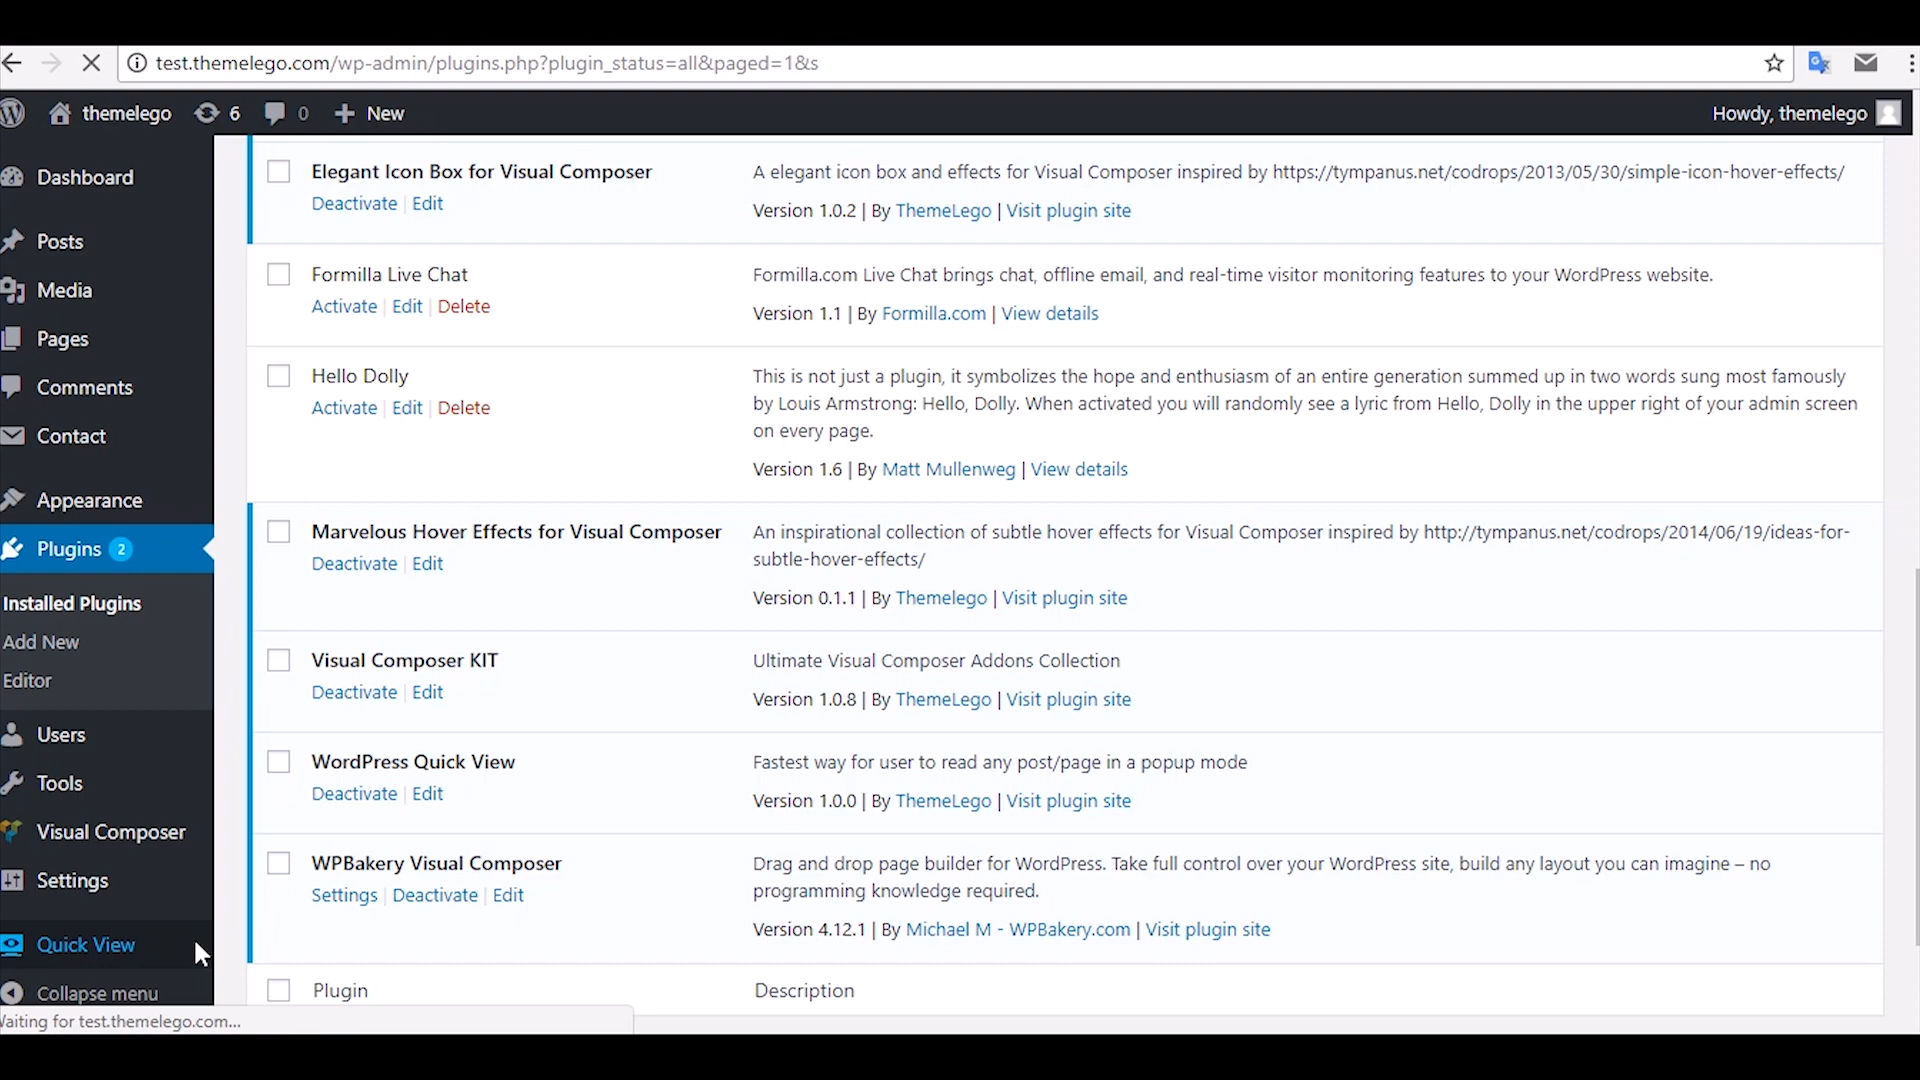 test.themelego.com/wp-admin/plugins.php?plugin_status=all&paged=1&s
themelego 6 0 New
Howdy, themelego
Dashboard
Posts
Media
Pages
Comments
Contact
Appearance
Plugins 2
Installed Plugins
Add New
Editor
Users
Tools
Visual Composer
Settings
Quick View
Collapse menu
Elegant Icon Box for Visual Composer
Deactivate | Edit
A elegant icon box and effects for Visual Composer inspired by https://tympanus.net/codrops/2013/05/30/simple-icon-hover-effects/
Version 1.0.2 | By ThemeLego | Visit plugin site
Formilla Live Chat
Activate | Edit | Delete
Formilla.com Live Chat brings chat, offline email, and real-time visitor monitoring features to your WordPress website.
Version 1.1 | By Formilla.com | View details
Hello Dolly
Activate | Edit | Delete
This is not just a plugin, it symbolizes the hope and enthusiasm of an entire generation summed up in two words sung most famously
by Louis Armstrong: Hello, Dolly. When activated you will randomly see a lyric from Hello, Dolly in the upper right of your admin screen
on every page.
Version 1.6 | By Matt Mullenweg | View details
Marvelous Hover Effects for Visual Composer
Deactivate | Edit
An inspirational collection of subtle hover effects for Visual Composer inspired by http://tympanus.net/codrops/2014/06/19/ideas-for-
subtle-hover-effects/
Version 0.1.1 | By Themelego | Visit plugin site
Visual Composer KIT
Deactivate | Edit
Ultimate Visual Composer Addons Collection
Version 1.0.8 | By ThemeLego | Visit plugin site
WordPress Quick View
Deactivate | Edit
Fastest way for user to read any post/page in a popup mode
Version 1.0.0 | By ThemeLego | Visit plugin site
WPBakery Visual Composer
Settings | Deactivate | Edit
Drag and drop page builder for WordPress. Take full control over your WordPress site, build any layout you can imagine – no
programming knowledge required.
Version 4.12.1 | By Michael M - WPBakery.com | Visit plugin site
Plugin
Description
Vaiting for test.themelego.com...